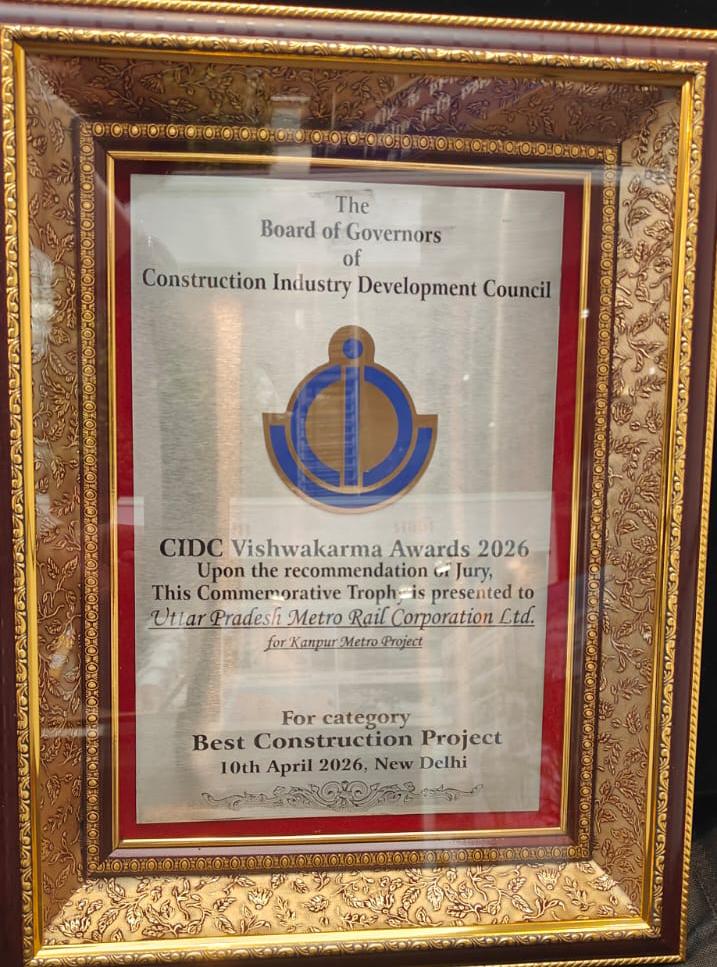 The
Board of Governors
of
Construction Industry Development Council
CIDC Vishwakarma Awards 2026
Upon the recommendation of Jury,
This Commemorative Trophy is presented to
Uttar Pradesh Metro Rail Corporation Ltd.
for Kanpur Metro Project
For category
Best Construction Project
10th April 2026, New Delhi